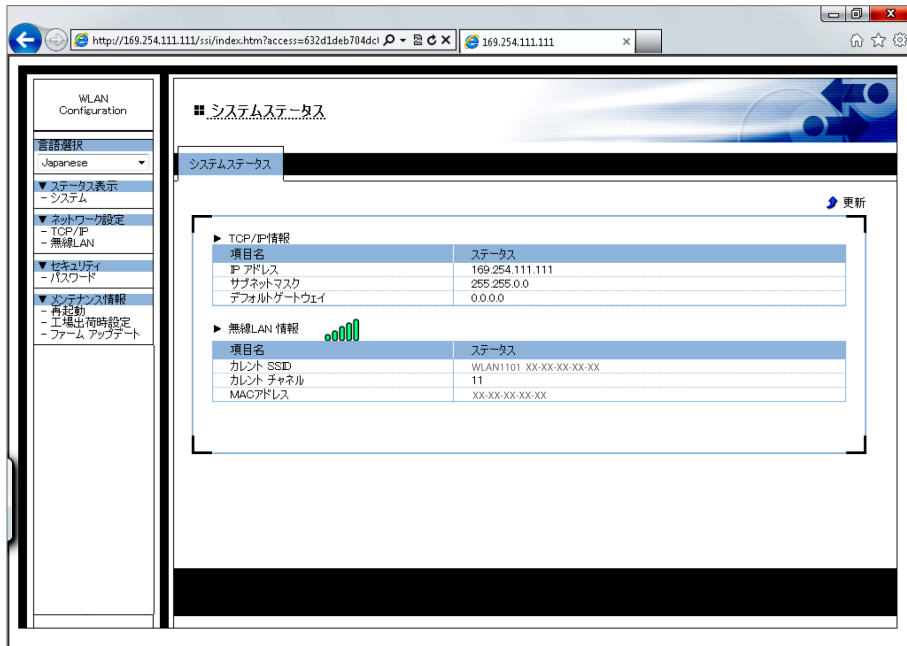 http://169.254.111.111/ssi/index.htm?access=632d1deb704dcl
169.254.111.111
WLAN
Configuration
言語選択
Japanese
▼ ステータス表示
- システム
▼ ネットワーク設定
- TCP/IP
- 無線LAN
▼ セキュリティ
- パスワード
▼ メンテナンス情報
- 再起動
- 工場出荷時設定
- ファーム アップデート
システムステータス
システムステータス
更新
▶ TCP/IP情報
項目名 ステータス
IP アドレス 169.254.111.111
サブネットマスク 255.255.0.0
デフォルトゲートウェイ 0.0.0.0
▶ 無線LAN 情報
項目名 ステータス
カレント SSID WLAN1101 XX-XX-XX-XX-XX
カレント チャネル 11
MACアドレス XX-XX-XX-XX-XX